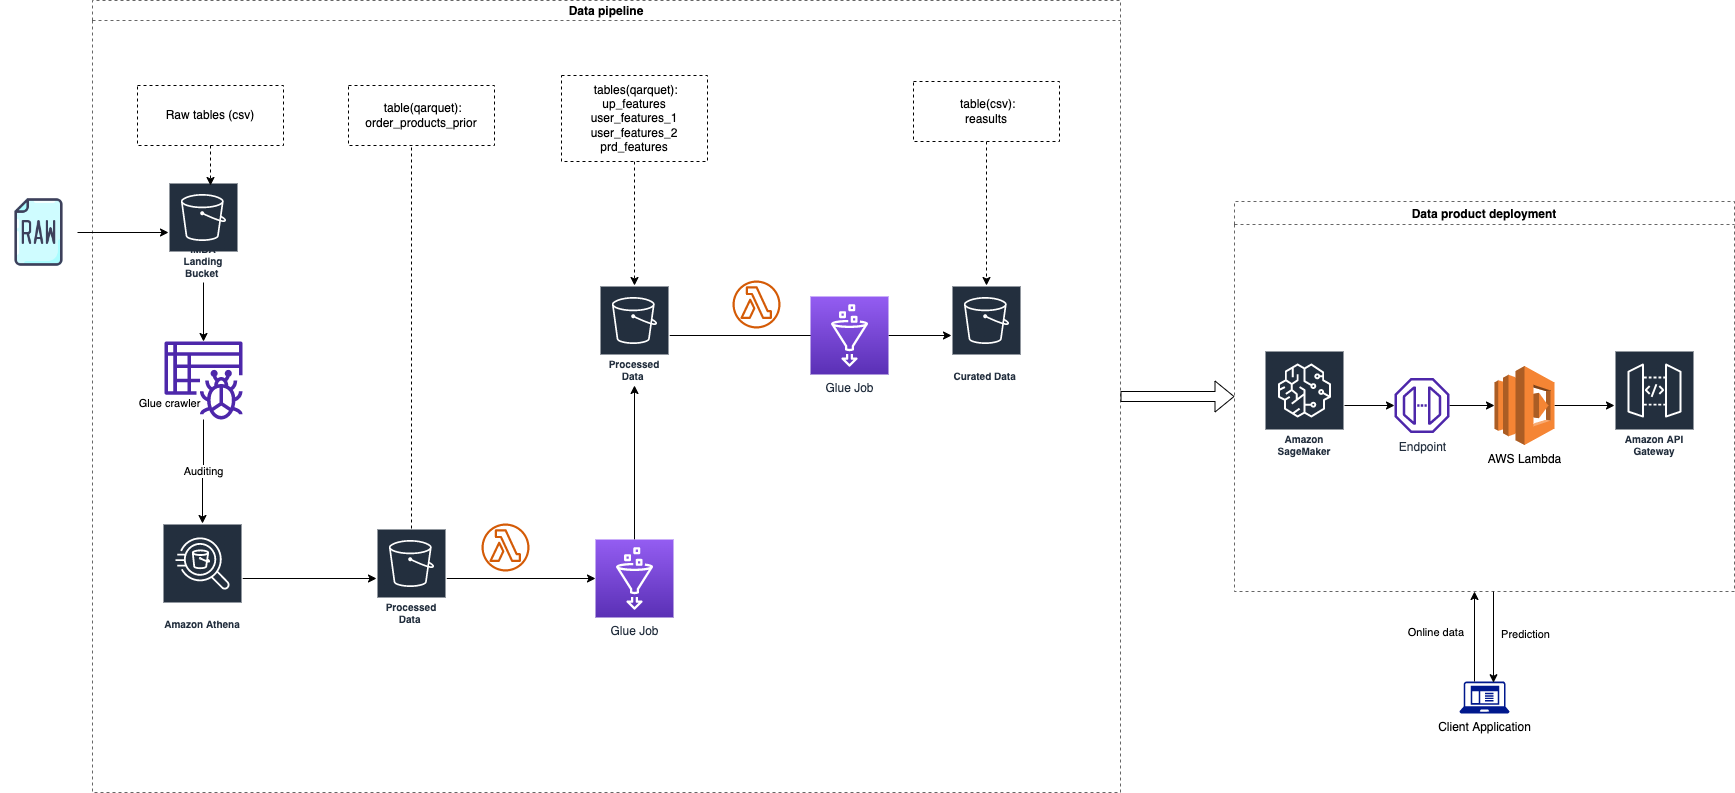 Data pipeline
Raw tables (csv)
table(qarquet):
order_products_prior
tables(qarquet):
up_features
user_features_1
user_features_2
prd_features
table(csv):
reasults
RAW
Landing
Bucket
Glue crawler
Auditing
Amazon Athena
Processed
Data
Glue Job
Processed
Data
Glue Job
Curated Data
Data product deployment
Amazon
SageMaker
Endpoint
AWS Lambda
Amazon API
Gateway
Online data
Prediction
Client Application